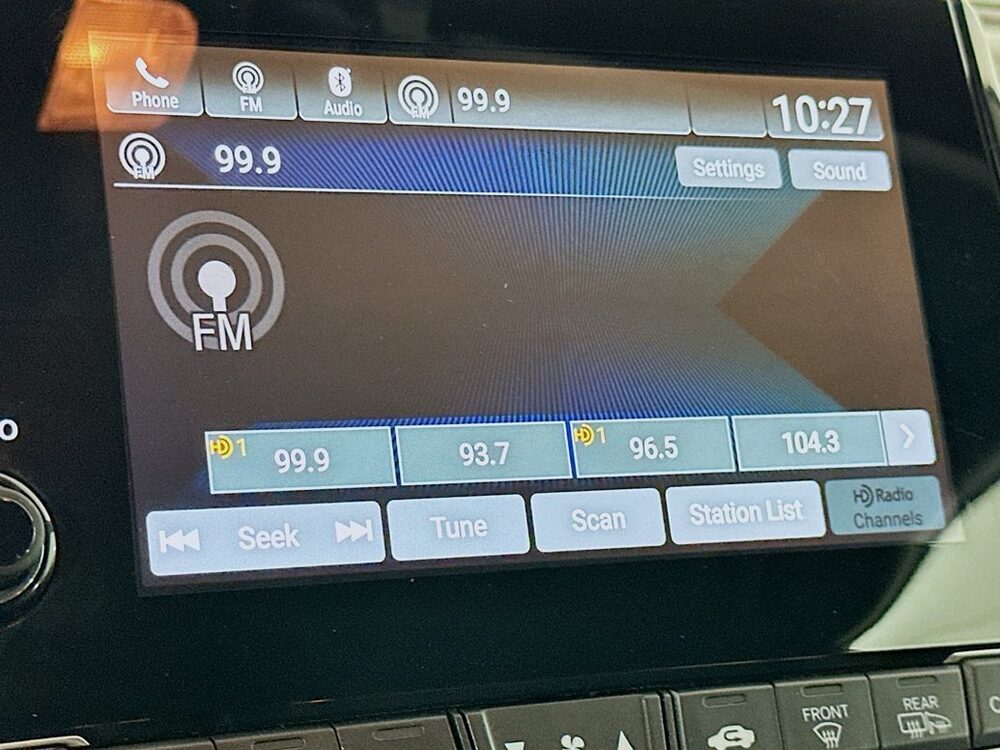 Phone FM Audio FM 99.9 10:27
FM 99.9 Settings Sound
FM
HD 1 99.9 93.7 HD 1 96.5 104.3
Seek Tune Scan Station List HD Radio
Channels
FRONT REAR